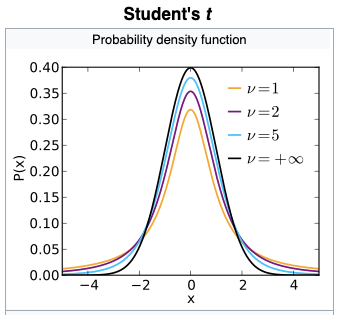 Student's t
Probability density function
0.40
0.35
0.30
0.25
0.20
0.15
0.10
0.05
0.00
P(x)
ν=1
ν=2
ν=5
ν=+∞
−4 −2 0 2 4
x